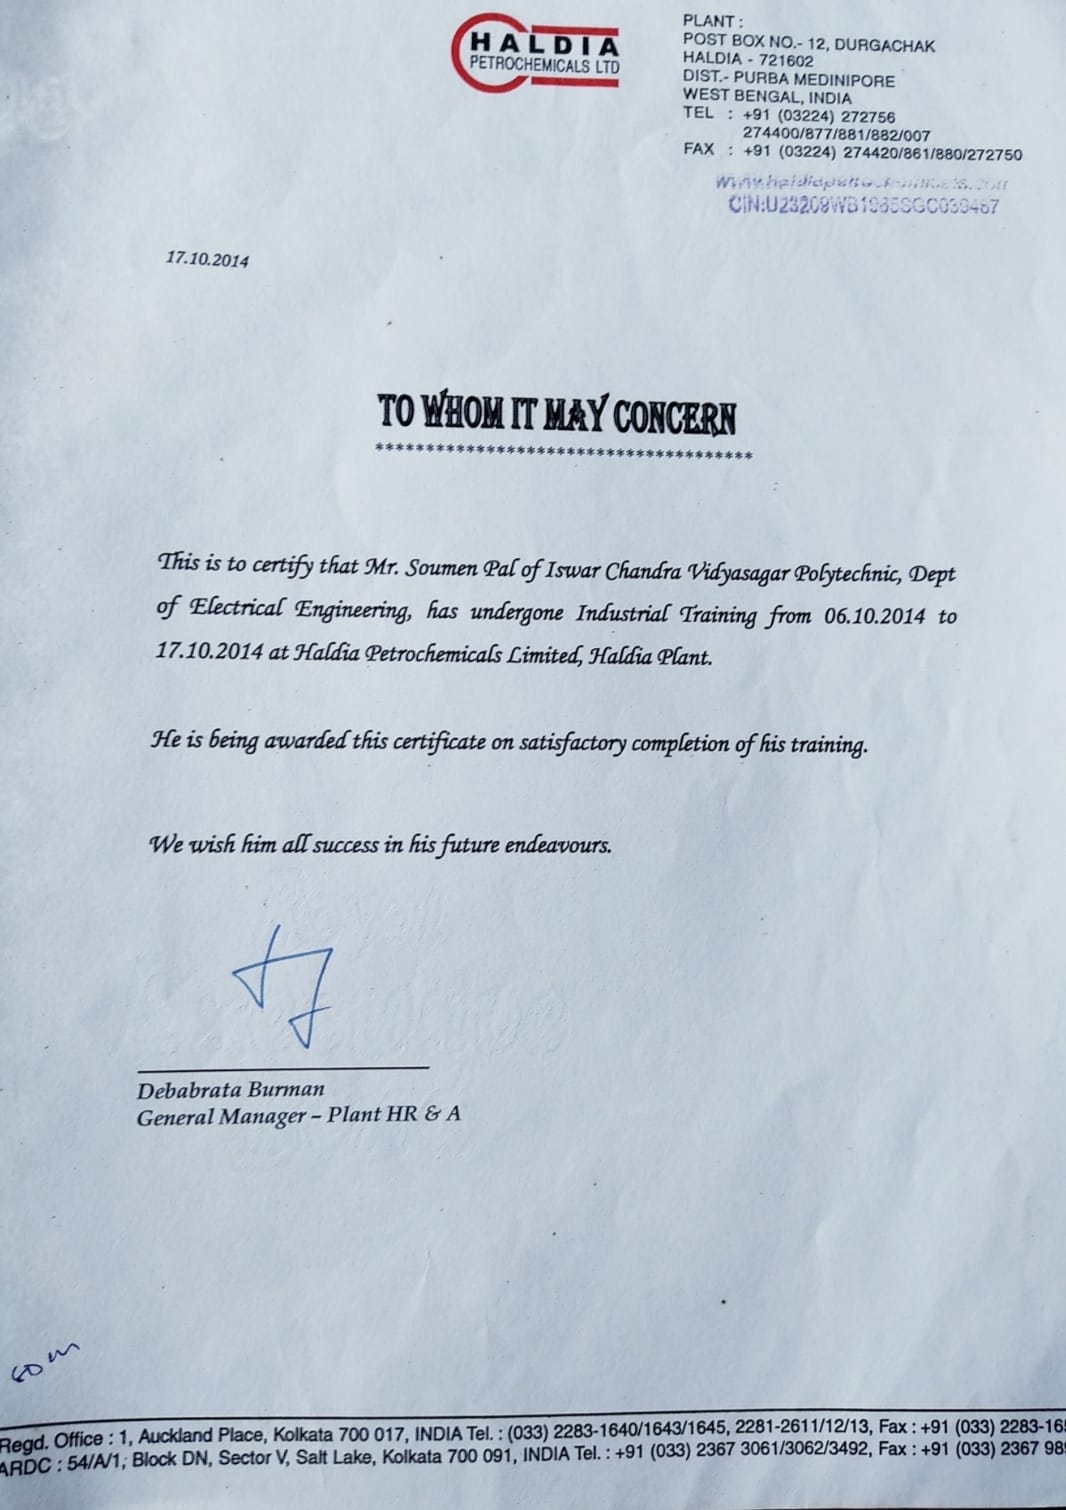 HALDIA
PETROCHEMICALS LTD
PLANT :
POST BOX NO.- 12, DURGACHAK
HALDIA - 721602
DIST.- PURBA MEDINIPORE
WEST BENGAL, INDIA
TEL : +91 (03224) 272756
274400/877/881/882/007
FAX : +91 (03224) 274420/861/880/272750
17.10.2014
TO WHOM IT MAY CONCERN
*************************************
This is to certify that Mr. Soumen Pal of Iswar Chandra Vidyasagar Polytechnic, Dept
of Electrical Engineering, has undergone Industrial Training from 06.10.2014 to
17.10.2014 at Haldia Petrochemicals Limited, Haldia Plant.
He is being awarded this certificate on satisfactory completion of his training.
We wish him all success in his future endeavours.
Debabrata Burman
General Manager – Plant HR & A
Regd. Office : 1, Auckland Place, Kolkata 700 017, INDIA Tel. : (033) 2283-1640/1643/1645, 2281-2611/12/13, Fax : +91 (033) 2283-16
ARDC : 54/A/1, Block DN, Sector V, Salt Lake, Kolkata 700 091, INDIA Tel. : +91 (033) 2367 3061/3062/3492, Fax : +91 (033) 2367 98